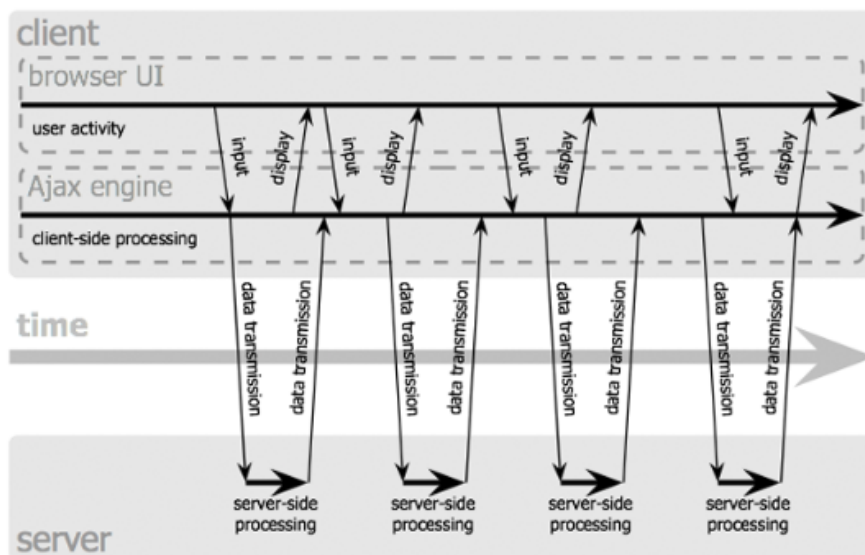 client
browser UI
user activity
input
display
input
display
input
display
input
display
Ajax engine
client-side processing
data transmission
data transmission
data transmission
data transmission
data transmission
data transmission
data transmission
data transmission
time
server-side
processing
server-side
processing
server-side
processing
server-side
processing
server